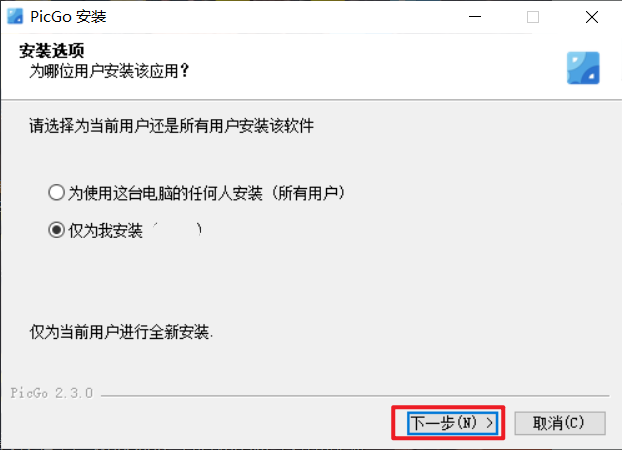 PicGo 安装
安装选项
为哪位用户安装该应用？
请选择为当前用户还是所有用户安装该软件
为使用这台电脑的任何人安装（所有用户）
仅为我安装（ ）
仅为当前用户进行全新安装.
PicGo 2.3.0
下一步(N) >
取消(C)